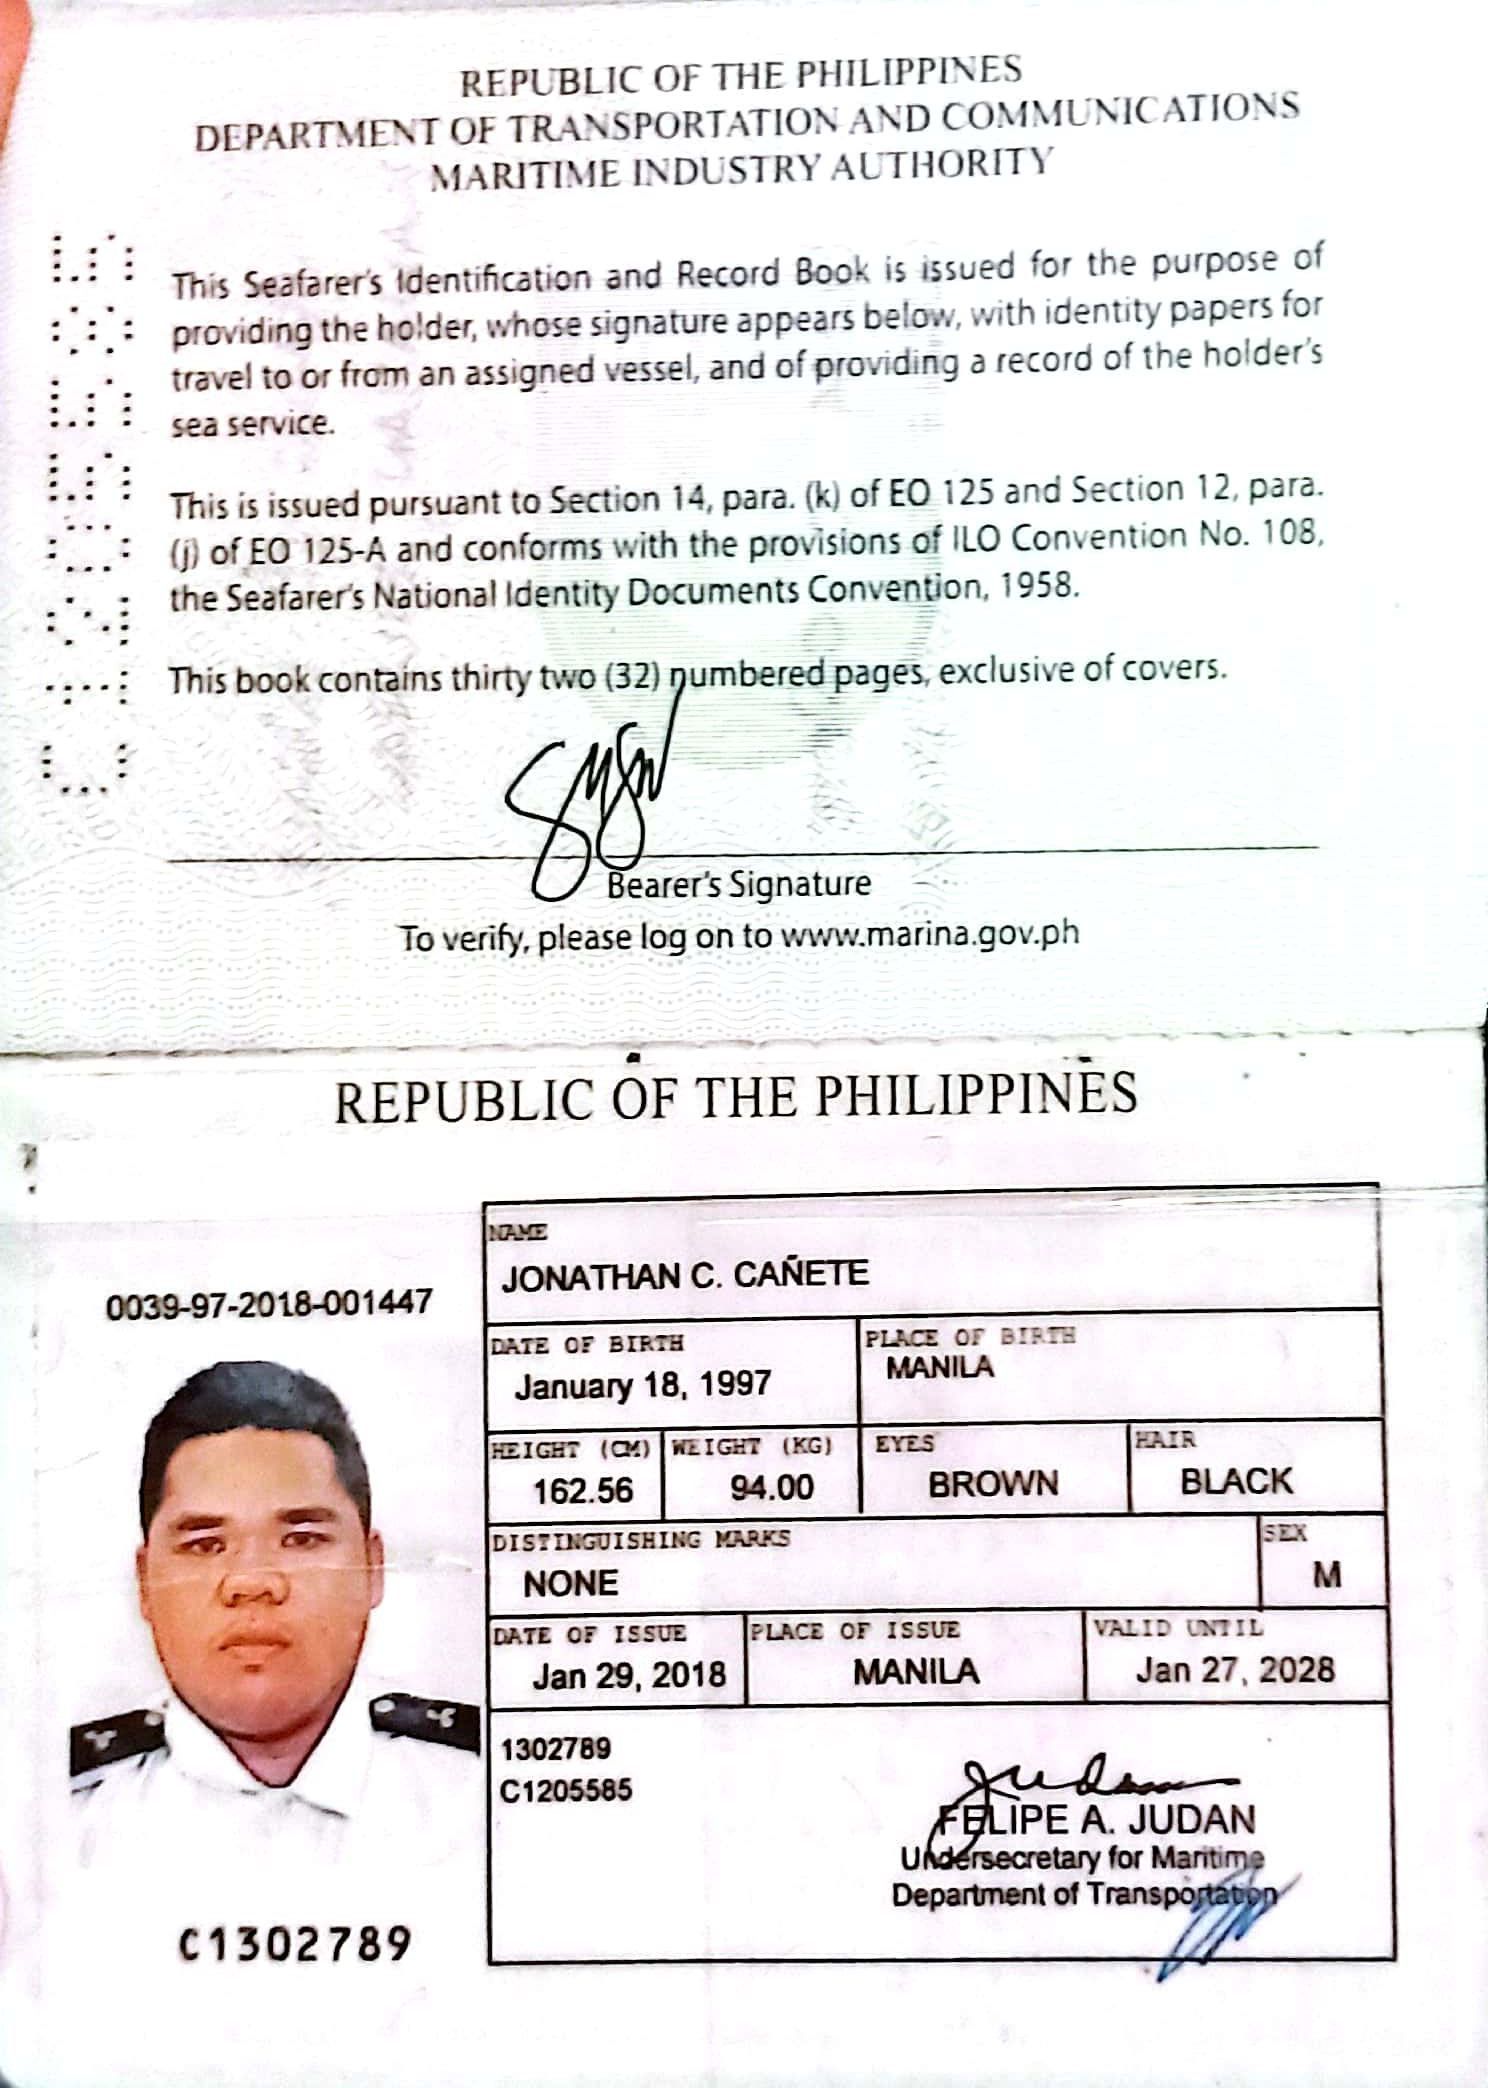 REPUBLIC OF THE PHILIPPINES
DEPARTMENT OF TRANSPORTATION AND COMMUNICATIONS
MARITIME INDUSTRY AUTHORITY
This Seafarer's Identification and Record Book is issued for the purpose of
providing the holder, whose signature appears below, with identity papers for
travel to or from an assigned vessel, and of providing a record of the holder's
sea service.
This is issued pursuant to Section 14, para. (k) of EO 125 and Section 12, para.
(j) of EO 125-A and conforms with the provisions of ILO Convention No. 108,
the Seafarer's National Identity Documents Convention, 1958.
This book contains thirty two (32) numbered pages, exclusive of covers.
Bearer's Signature
To verify, please log on to www.marina.gov.ph
REPUBLIC OF THE PHILIPPINES
0039-97-2018-001447
NAME
JONATHAN C. CAÑETE
DATE OF BIRTH PLACE OF BIRTH
January 18, 1997 MANILA
HEIGHT (CM) WEIGHT (KG) EYES HAIR
162.56 94.00 BROWN BLACK
DISTINGUISHING MARKS SEX
NONE M
DATE OF ISSUE PLACE OF ISSUE VALID UNTIL
Jan 29, 2018 MANILA Jan 27, 2028
1302789
C1205585
FELIPE A. JUDAN
Undersecretary for Maritime
Department of Transportation
C1302789